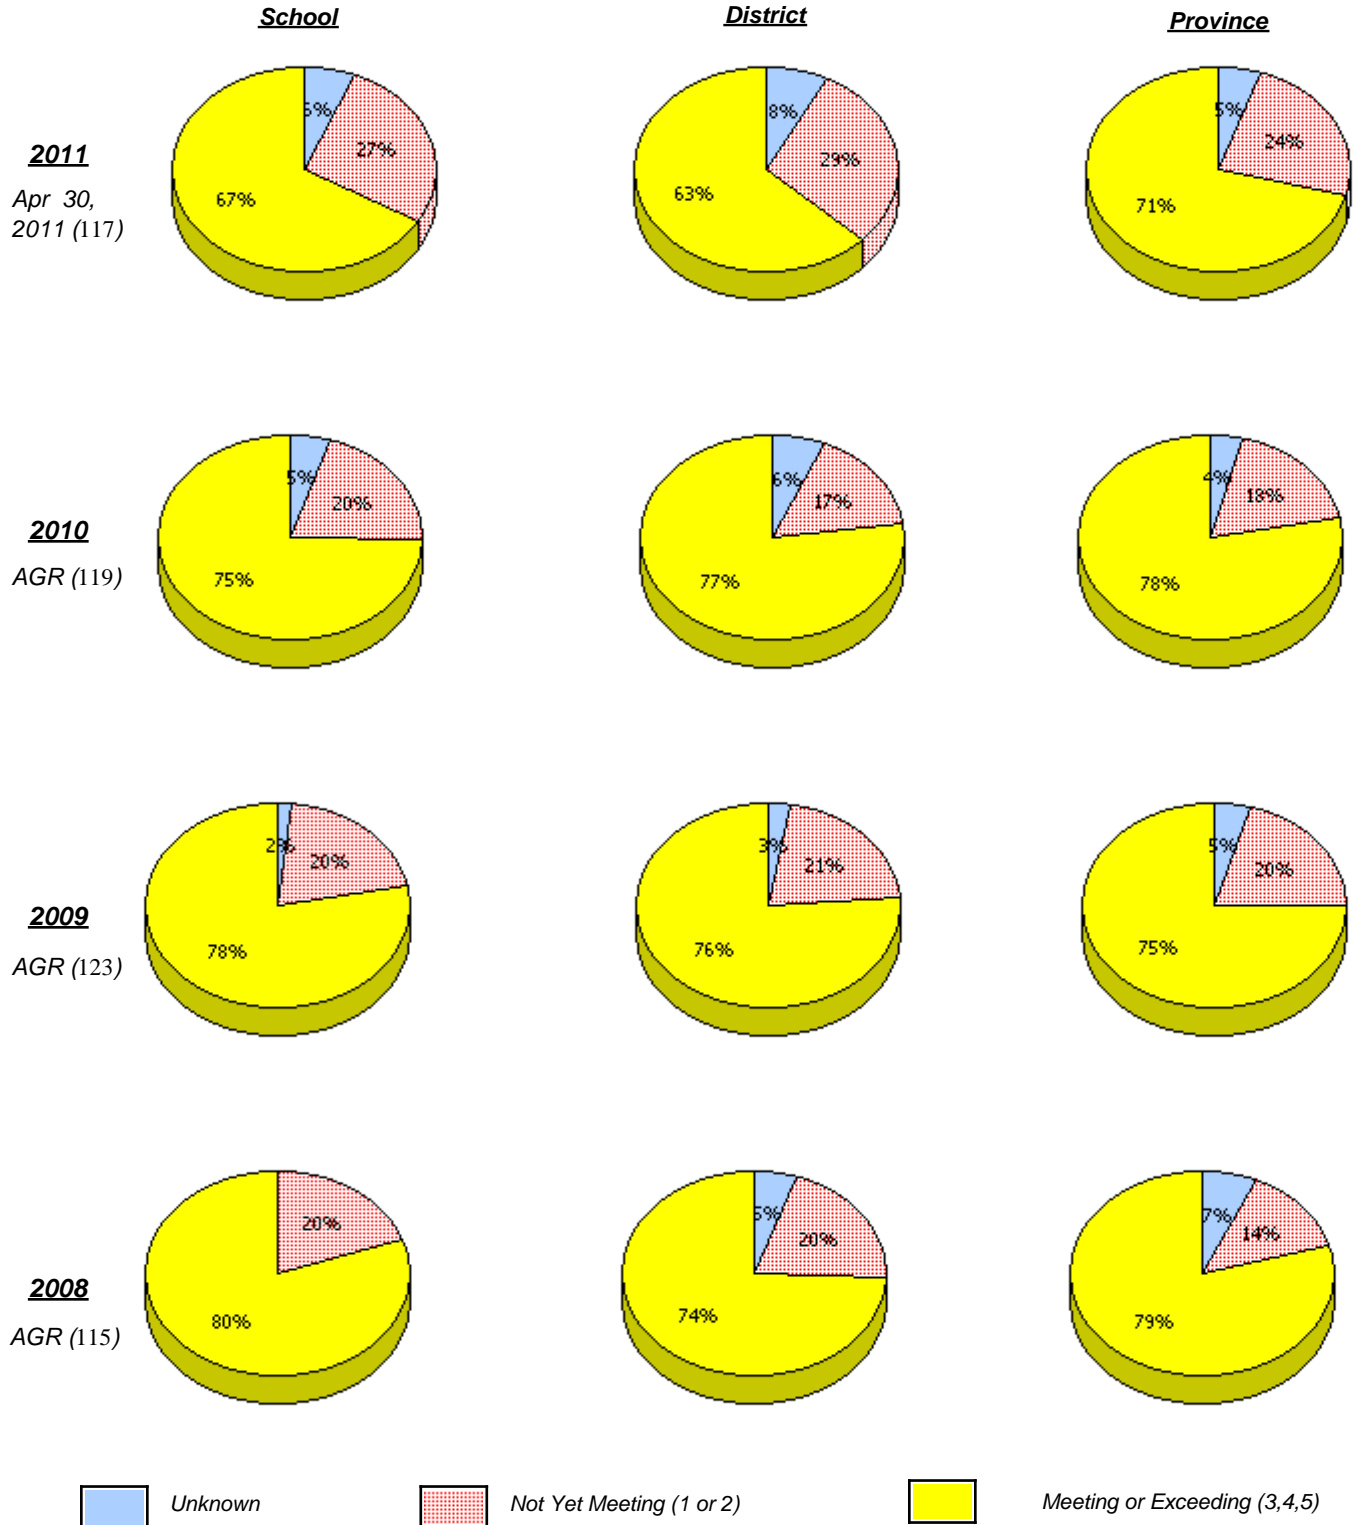 School District Province
2011
Apr 30,
2011 (117)
5% 27% 67%
8% 29% 63%
5% 24% 71%
2010
AGR (119)
5% 20% 75%
6% 17% 77%
4% 18% 78%
2009
AGR (123)
2% 20% 78%
3% 21% 76%
5% 20% 75%
2008
AGR (115)
20% 80%
5% 20% 74%
7% 14% 79%
Unknown Not Yet Meeting (1 or 2) Meeting or Exceeding (3,4,5)